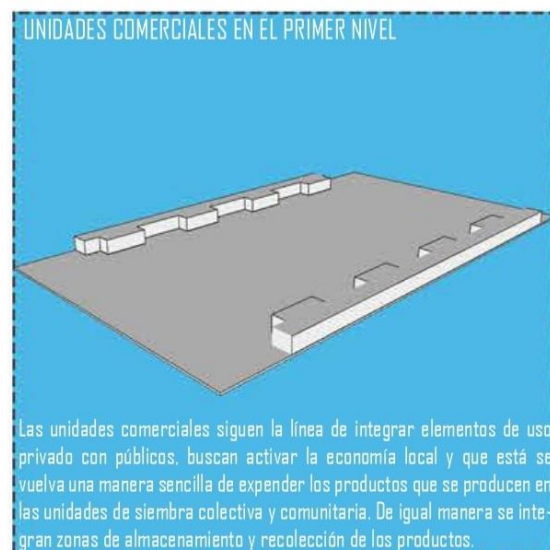 UNIDADES COMERCIALES EN EL PRIMER NIVEL
Las unidades comerciales siguen la línea de integrar elementos de uso
privado con públicos, buscan activar la economía local y que está se
vuelva una manera sencilla de expender los productos que se producen en
las unidades de siembra colectiva y comunitaria. De igual manera se inte-
gran zonas de almacenamiento y recolección de los productos.